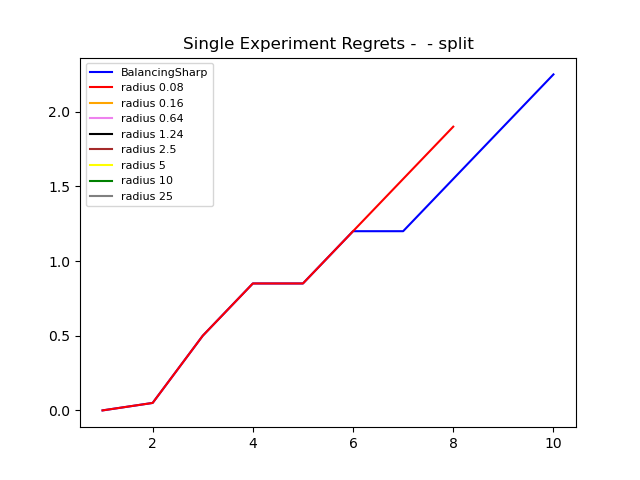 Single Experiment Regrets -  - split
BalancingSharp
radius 0.08
radius 0.16
radius 0.64
radius 1.24
radius 2.5
radius 5
radius 10
radius 25
2.0
1.5
1.0
0.5
0.0
2 4 6 8 10